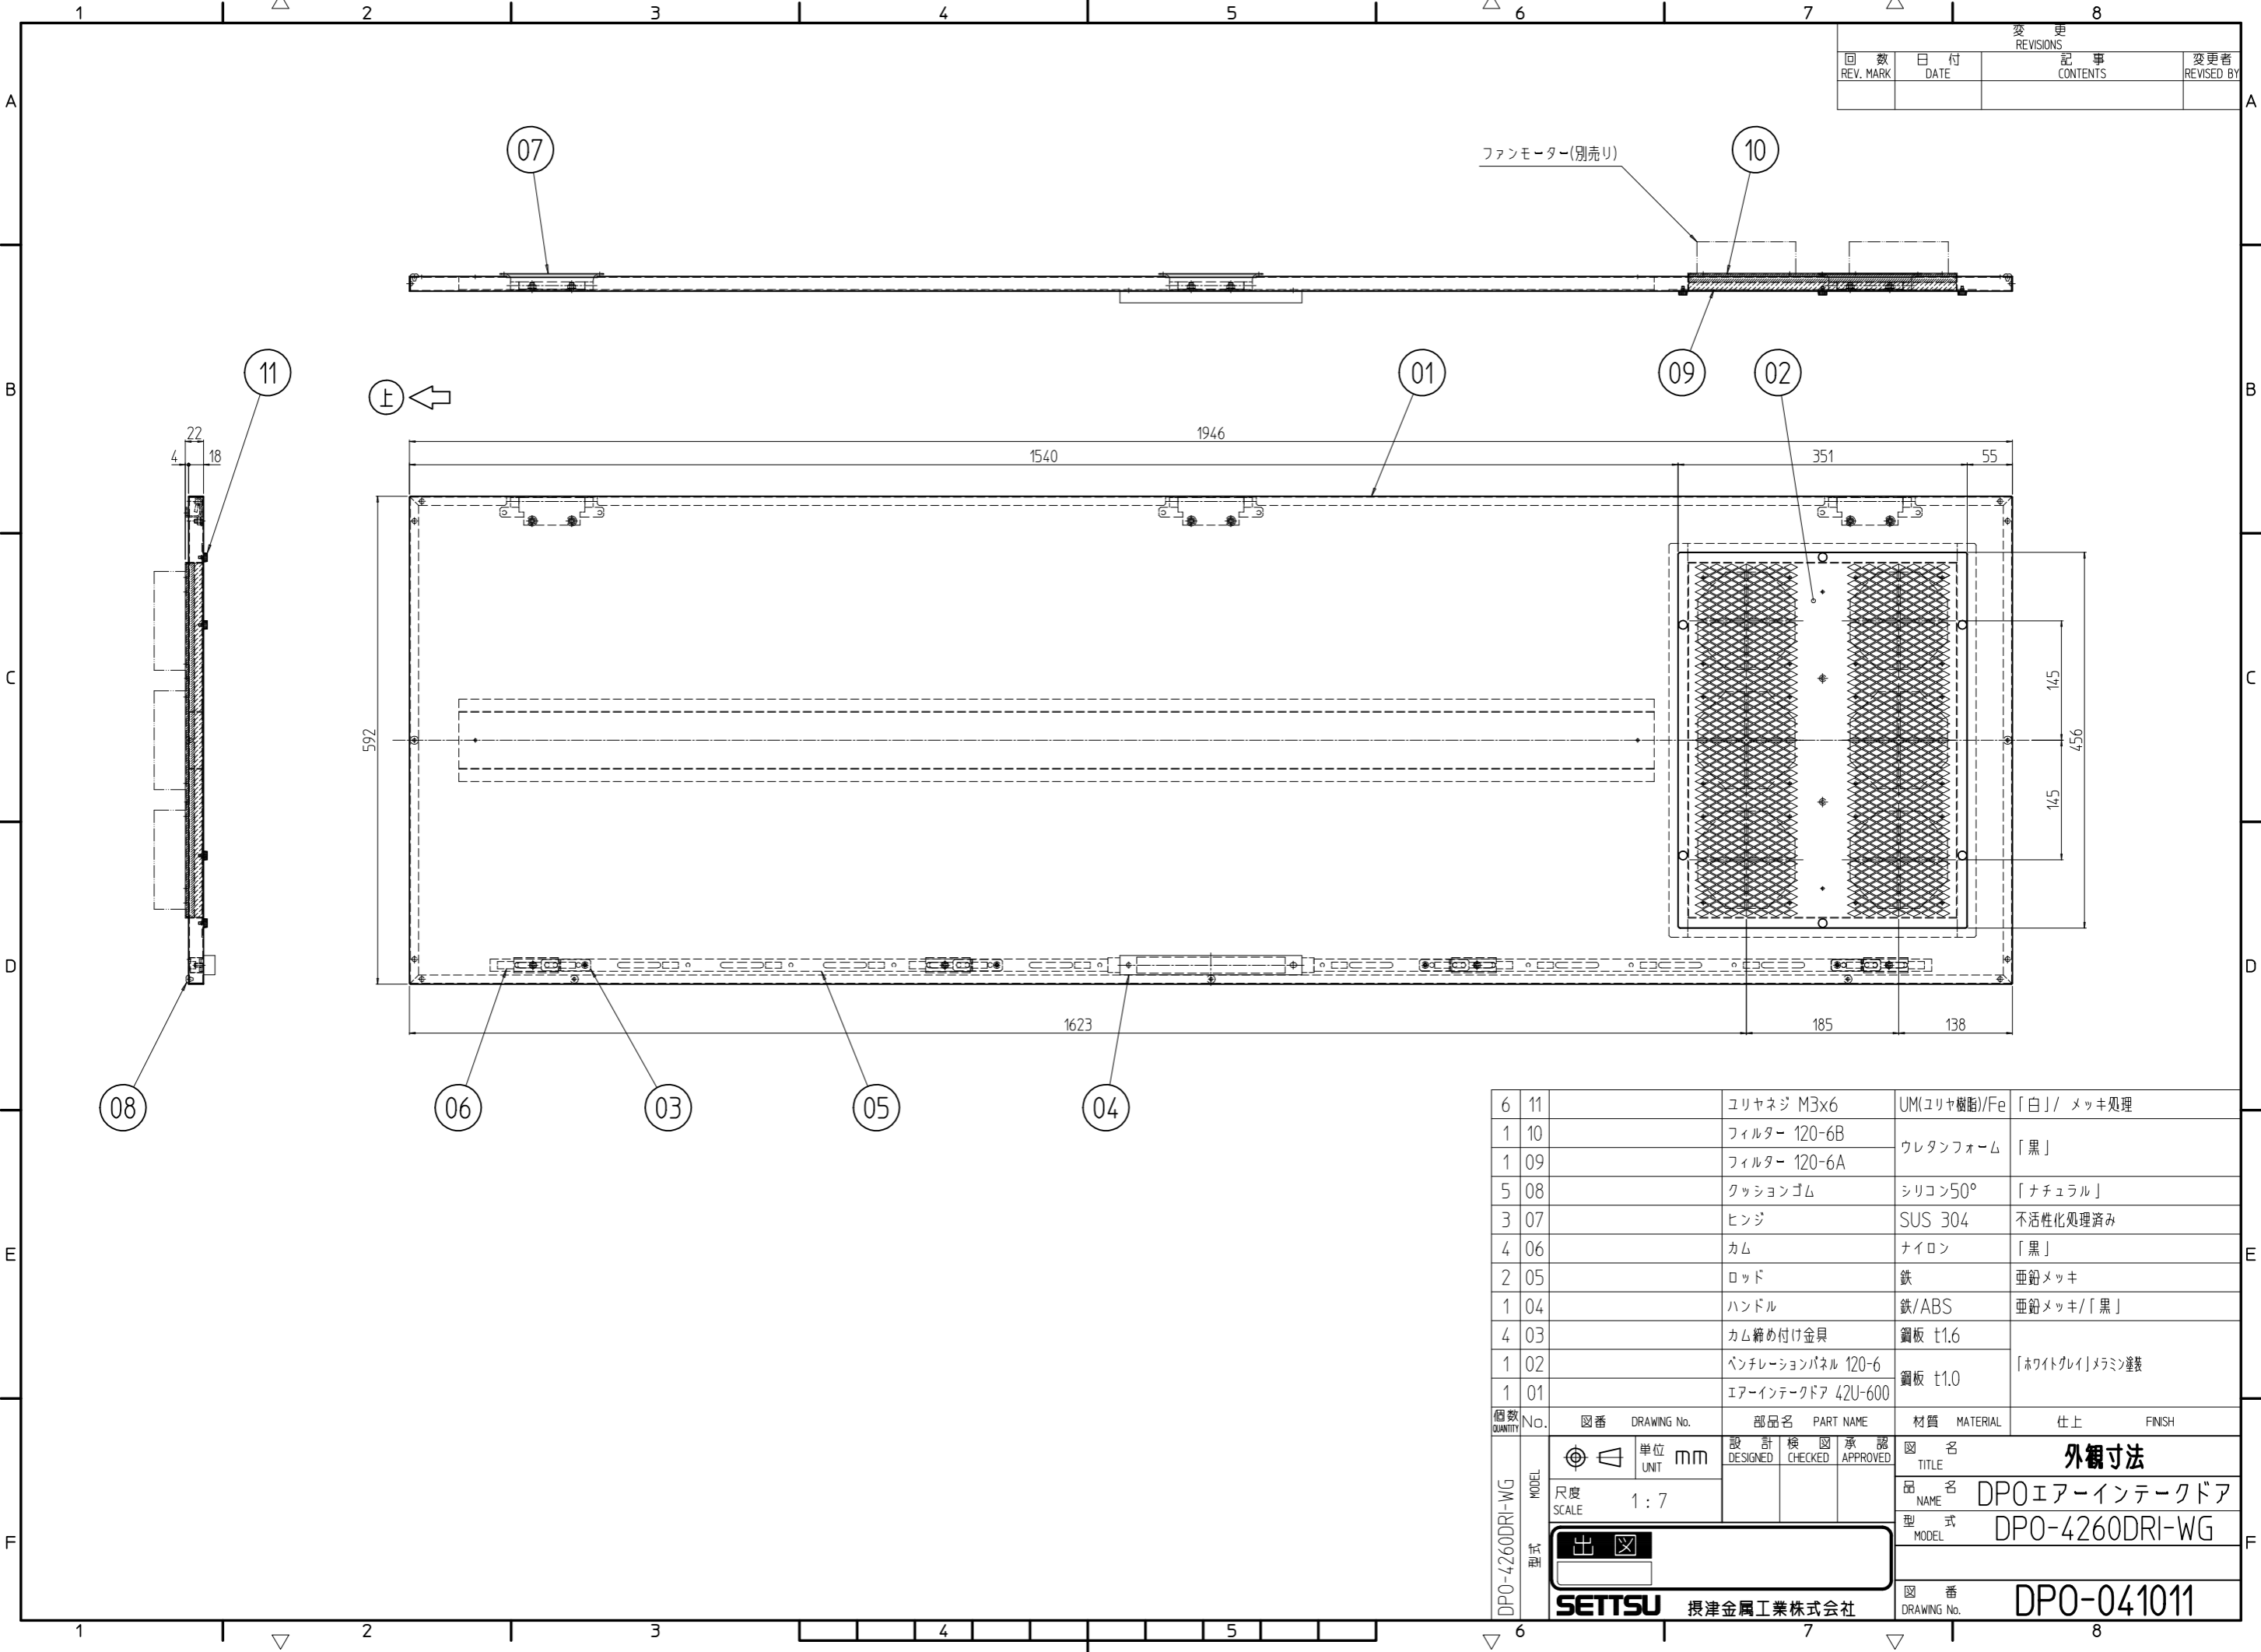 1 2 3 4 5 6 7 8
変 更
REVISIONS
回 数 日 付 記 事 変更者
REV. MARK DATE CONTENTS REVISED BY
A A
07
ファンモーター(別売り)
10
11
上
01
09
02
B B
22
4 18
1946
1540 351 55
C C
592
145
456
145
D D
1623 185 138
08
06
03
05
04
6 11 ユリヤネジ M3x6 UM(ユリヤ樹脂)/Fe 「白」/ メッキ処理
1 10 フィルター 120-6B
ウレタンフォーム 「黒」
1 09 フィルター 120-6A
5 08 クッションゴム シリコン50° 「ナチュラル」
3 07 ヒンジ SUS 304 不活性化処理済み
4 06 カム ナイロン 「黒」
E E
2 05 ロッド 鉄 亜鉛メッキ
1 04 ハンドル 鉄/ABS 亜鉛メッキ/「黒」
4 03 カム締め付け金具 鋼板 t1.6
1 02 ベンチレーションパネル 120-6 「ホワイトグレイ」メラミン塗装
鋼板 t1.0
1 01 エアーインテークドア 42U-600
個数 No. 図番 DRAWING No. 部品名 PART NAME 材質 MATERIAL 仕上 FINISH
QUANTITY
DPO-4260DRI-WG
MODEL
型式
単位 mm
UNIT
設 計 検 図 承 認
DESIGNED CHECKED APPROVED
図 名
TITLE
外観寸法
尺度
SCALE
1 : 7
品 名
NAME
DPOエアーインテークドア
型 式
MODEL
DPO-4260DRI-WG
F F
出 図
SETTSU 摂津金属工業株式会社
図 番
DRAWING No.
DPO-041011
1 2 3 4 5 6 7 8